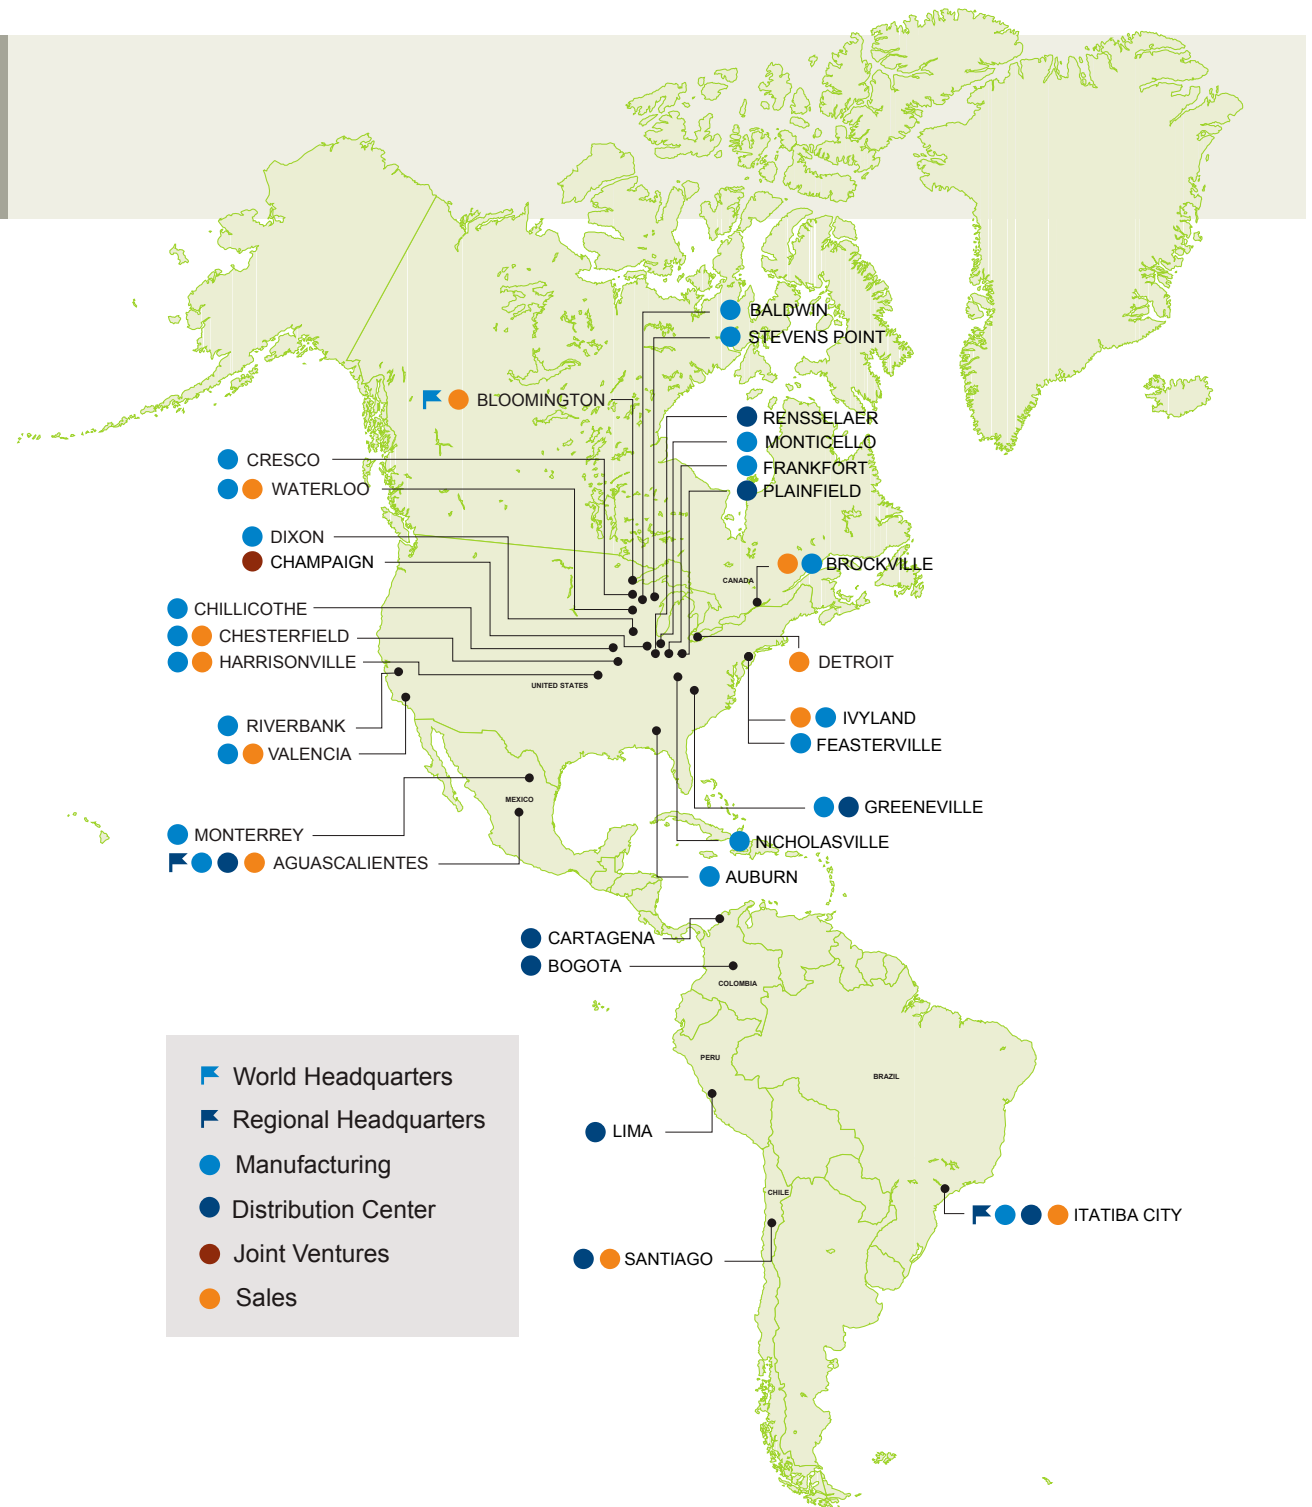 BALDWIN
STEVENS POINT
BLOOMINGTON
RENSSELAER
MONTICELLO
FRANKFORT
PLAINFIELD
CRESCO
WATERLOO
DIXON
CHAMPAIGN
BROCKVILLE
CANADA
CHILLICOTHE
CHESTERFIELD
HARRISONVILLE
DETROIT
UNITED STATES
RIVERBANK
VALENCIA
IVYLAND
FEASTERVILLE
MEXICO
GREENEVILLE
MONTERREY
NICHOLASVILLE
AGUASCALIENTES
AUBURN
CARTAGENA
BOGOTA
COLOMBIA
PERU
BRAZIL
LIMA
CHILE
ITATIBA CITY
SANTIAGO
World Headquarters
Regional Headquarters
Manufacturing
Distribution Center
Joint Ventures
Sales